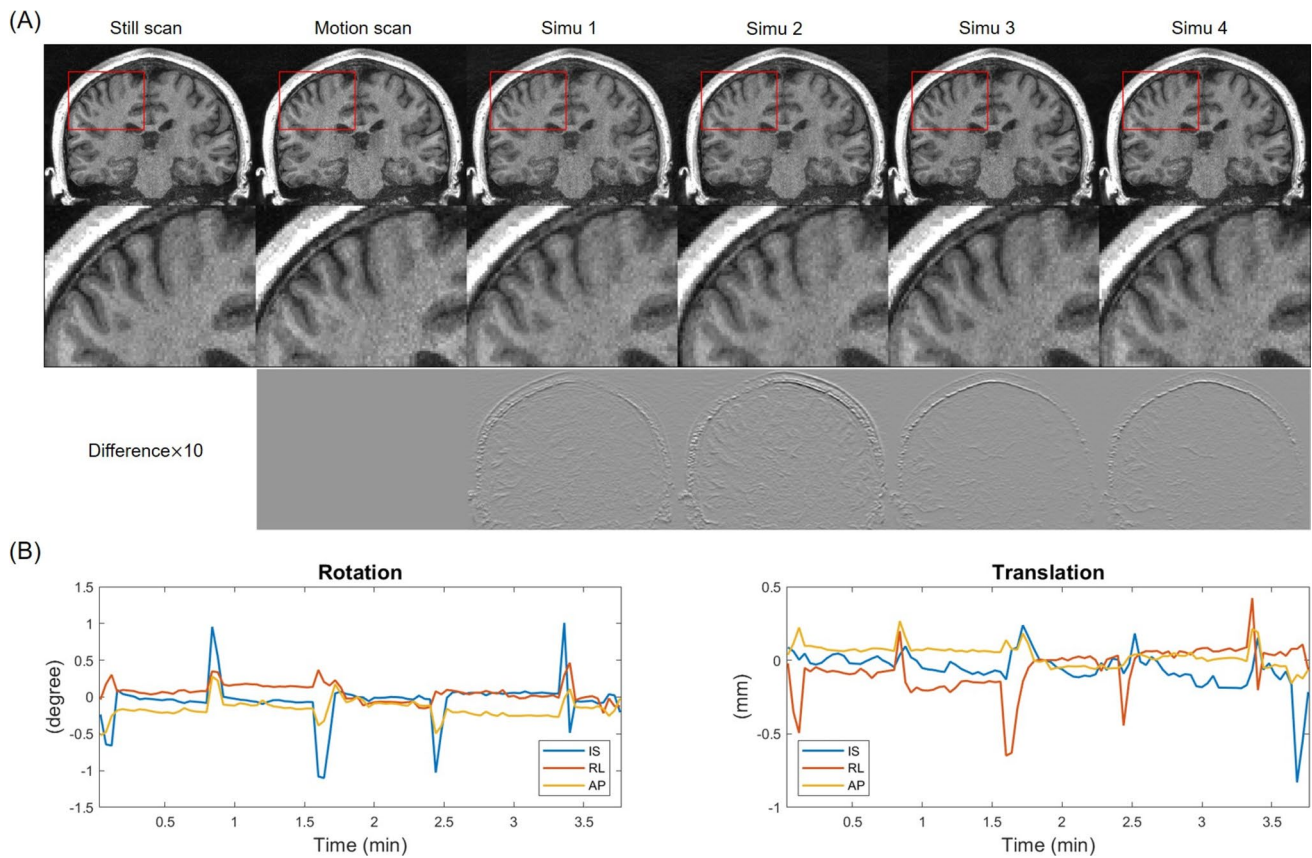 (A)
Still scan Motion scan Simu 1 Simu 2 Simu 3 Simu 4
Difference×10
(B)
Rotation
1.5
1
0.5
0
-0.5
-1
-1.5
(degree)
IS
RL
AP
0.5 1 1.5 2 2.5 3 3.5
Time (min)
Translation
0.5
0
-0.5
-1
(mm)
IS
RL
AP
0.5 1 1.5 2 2.5 3 3.5
Time (min)